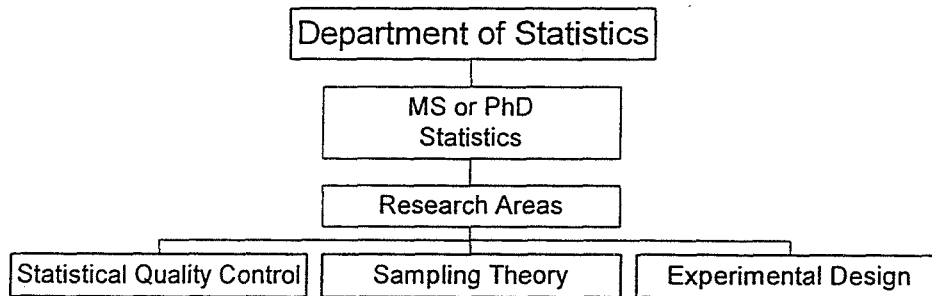 Department of Statistics
MS or PhD
Statistics
Research Areas
Statistical Quality Control
Sampling Theory
Experimental Design